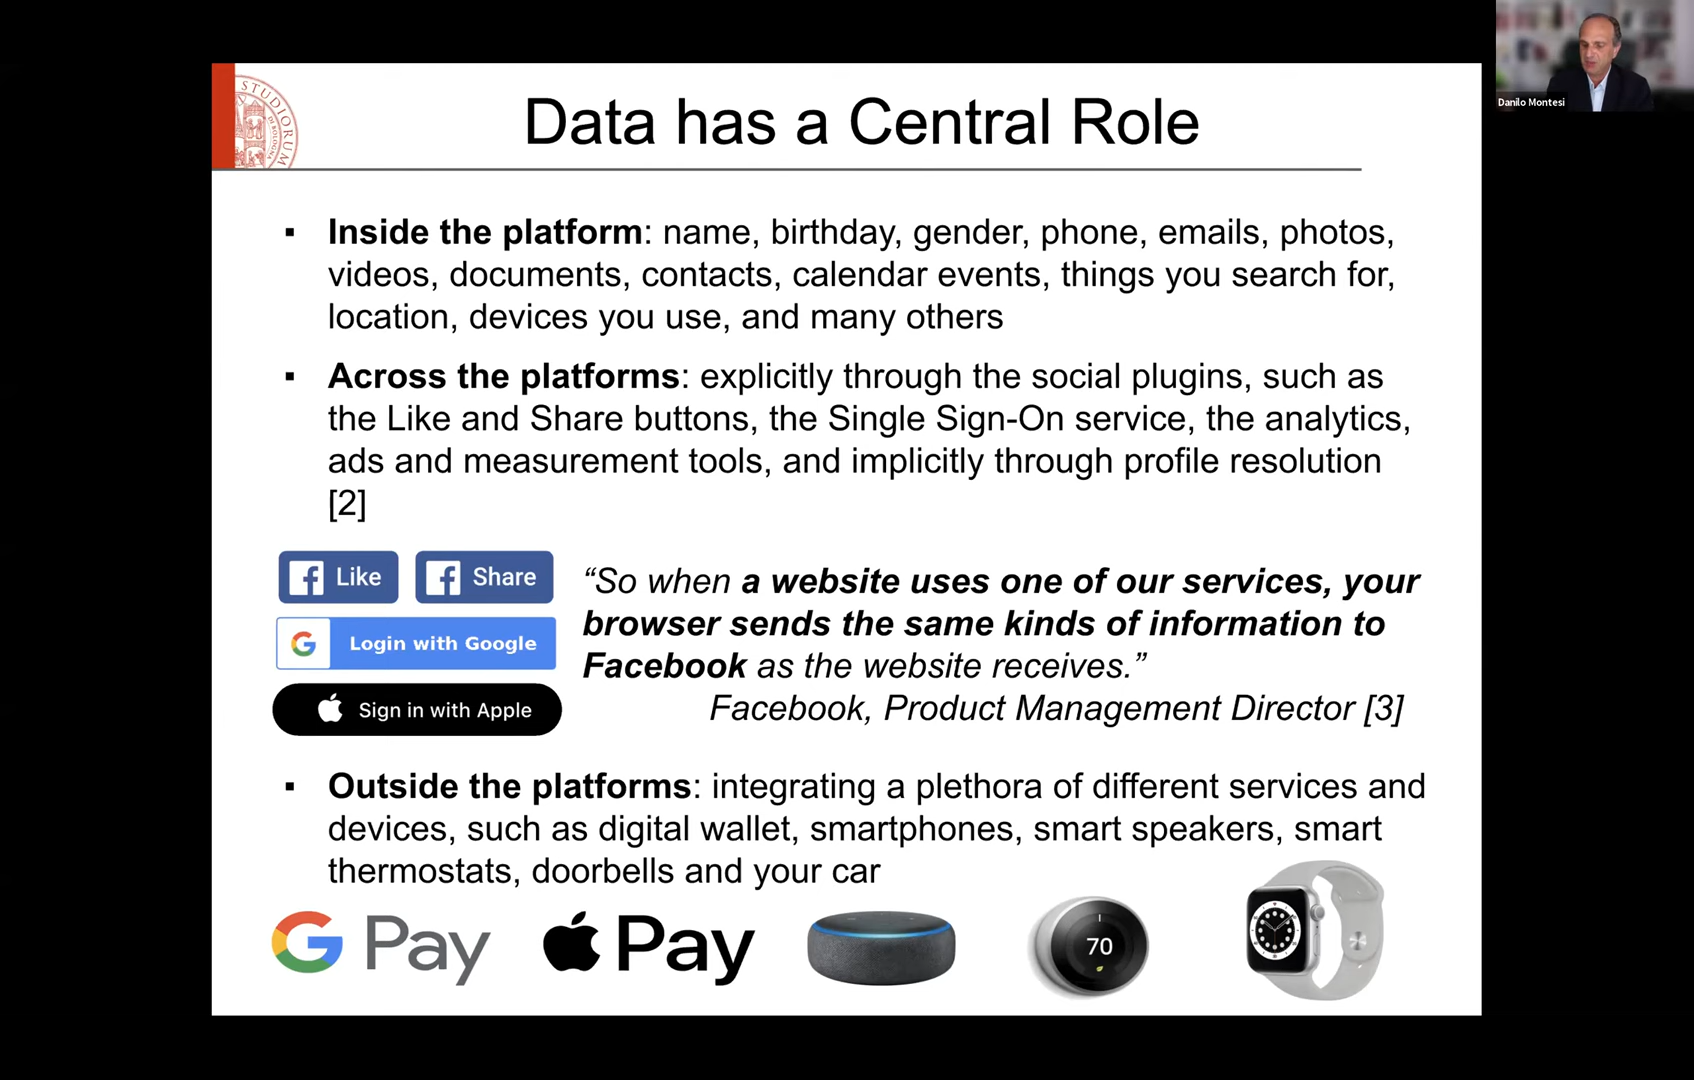 Danilo Montesi
STUDIORUM
Data has a Central Role
▪ Inside the platform: name, birthday, gender, phone, emails, photos,
videos, documents, contacts, calendar events, things you search for,
location, devices you use, and many others
▪ Across the platforms: explicitly through the social plugins, such as
the Like and Share buttons, the Single Sign-On service, the analytics,
ads and measurement tools, and implicitly through profile resolution
[2]
Like
Share
Login with Google
Sign in with Apple
“So when a website uses one of our services, your
browser sends the same kinds of information to
Facebook as the website receives.”
Facebook, Product Management Director [3]
▪ Outside the platforms: integrating a plethora of different services and
devices, such as digital wallet, smartphones, smart speakers, smart
thermostats, doorbells and your car
G Pay
Pay
70